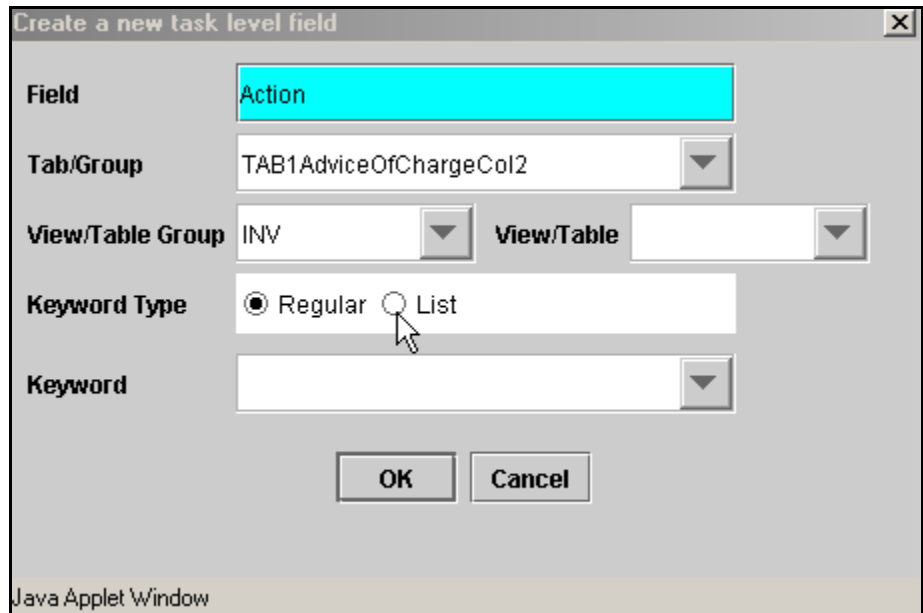 Create a new task level field
Field Action
Tab/Group TAB1AdviceOfChargeCol2
View/Table Group INV View/Table
Keyword Type Regular List
Keyword
OK Cancel
Java Applet Window